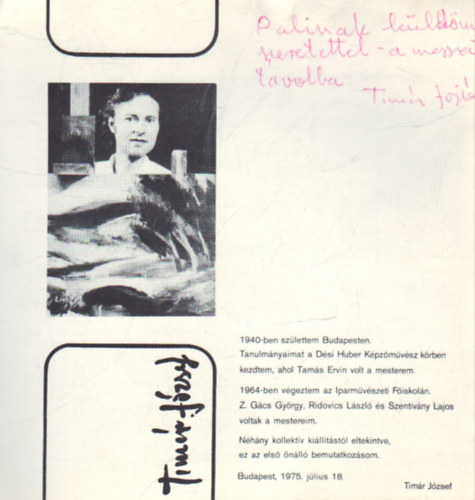 Palinak küldöm
szeretettel - a messzi
távolba
Timár József
1940-ben születtem Budapesten.
Tanulmányaimat a Dési Huber Képzőművész körben
kezdtem, ahol Tamás Ervin volt a mesterem.
1964-ben végeztem az Iparművészeti Főiskolán.
Z. Gács György, Ridovics László és Szentiványi Lajos
voltak a mestereim.
Néhány kollektív kiállítástól eltekintve,
ez az első önálló bemutatkozásom.
Budapest, 1975. július 18.
Timár József
Timár József